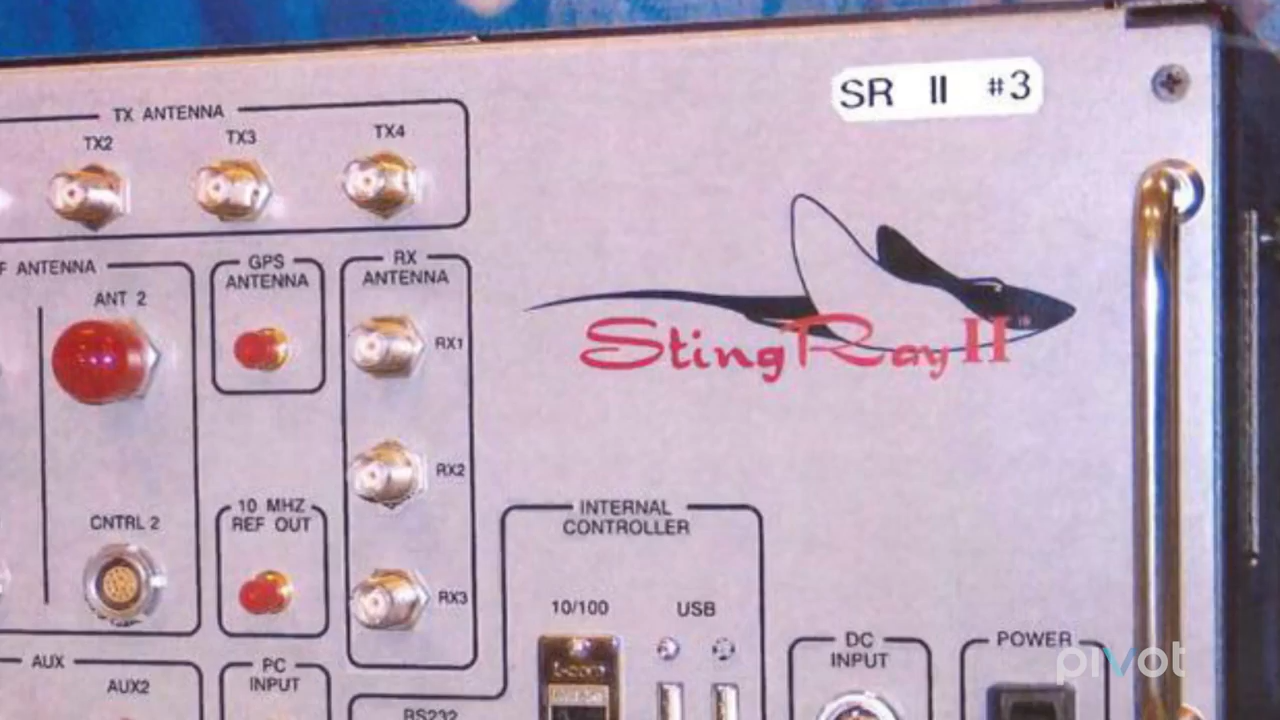 SR II #3
TX ANTENNA
TX2
TX3
TX4
F ANTENNA
ANT 2
CNTRL 2
GPS
ANTENNA
10 MHZ
REF OUT
RX
ANTENNA
RX1
RX2
RX3
StingRay II
INTERNAL
CONTROLLER
10/100
USB
DC
INPUT
POWER
AUX
AUX2
PC
INPUT
RS232
pivot